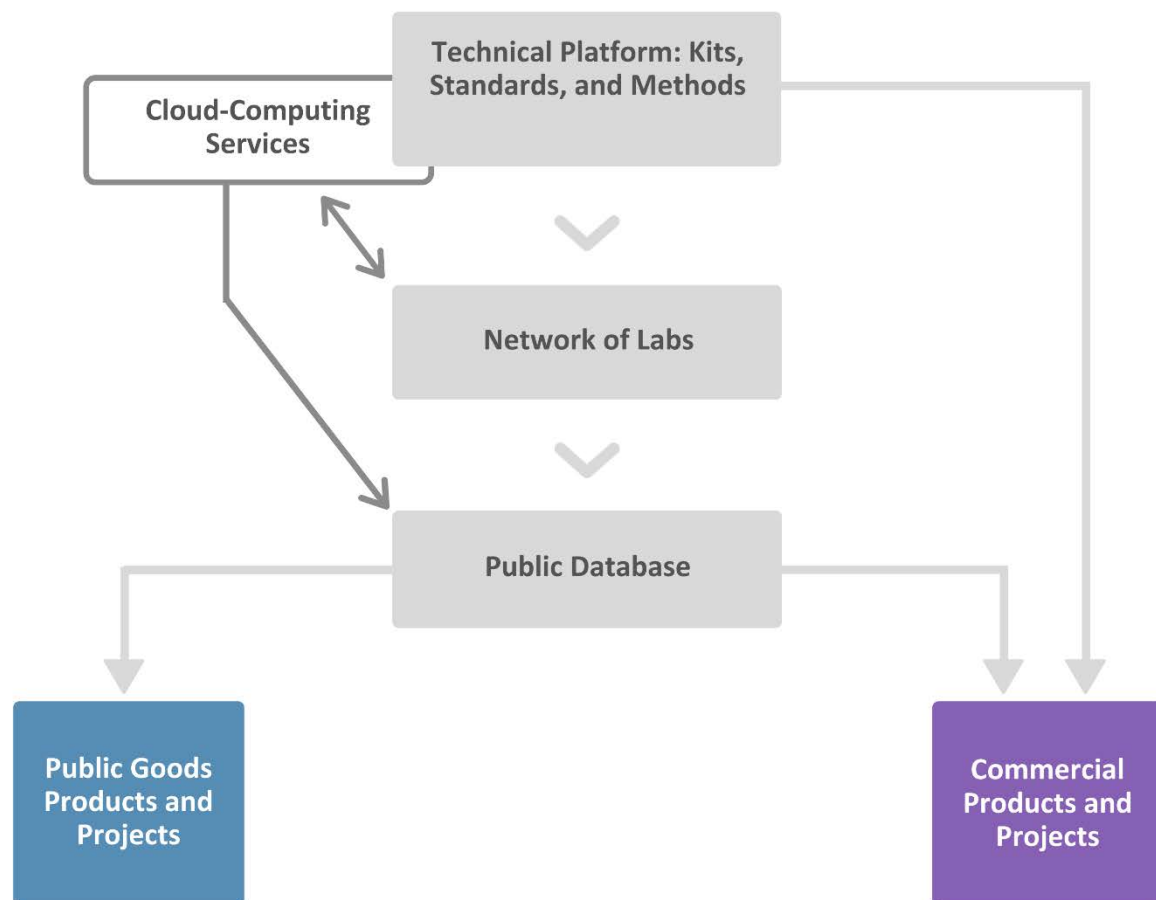 Technical Platform: Kits,
Standards, and Methods
Cloud-Computing
Services
Network of Labs
Public Database
Public Goods
Products and
Projects
Commercial
Products and
Projects